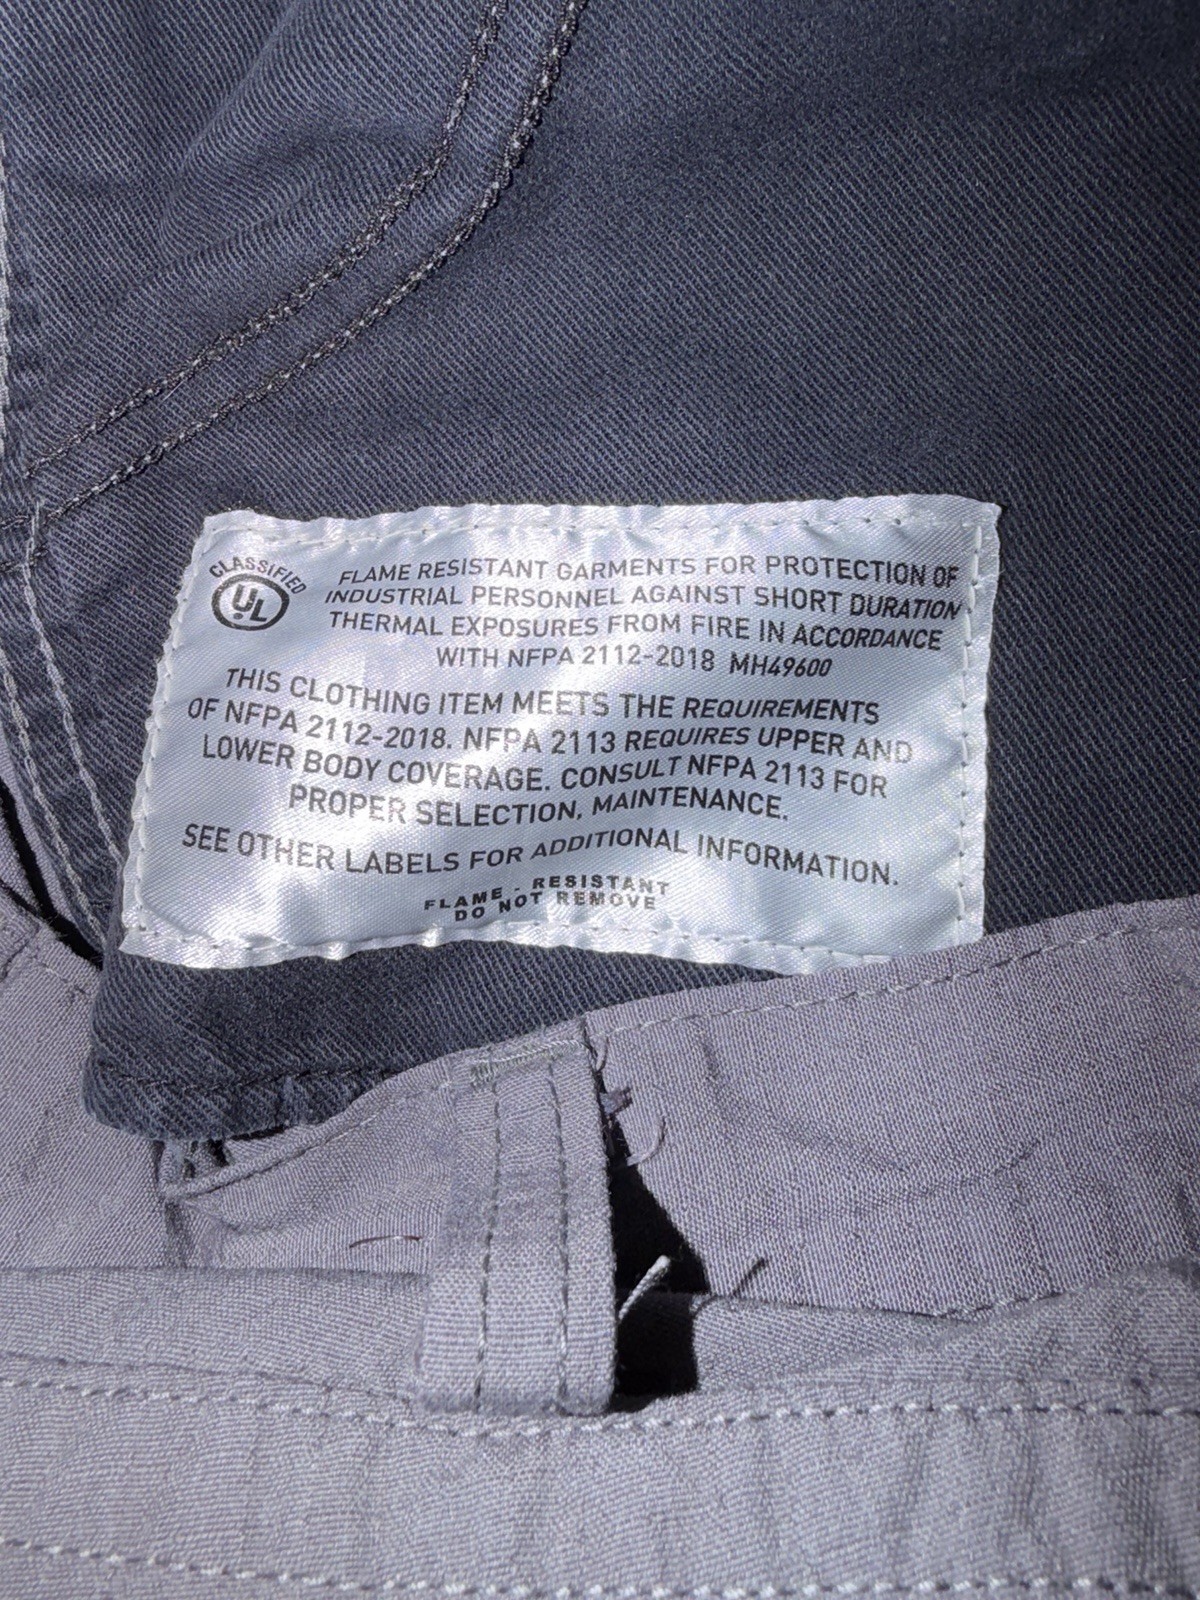 CLASSIFIED
UL
FLAME RESISTANT GARMENTS FOR PROTECTION OF
INDUSTRIAL PERSONNEL AGAINST SHORT DURATION
THERMAL EXPOSURES FROM FIRE IN ACCORDANCE
WITH NFPA 2112-2018 MH49600
THIS CLOTHING ITEM MEETS THE REQUIREMENTS
OF NFPA 2112-2018. NFPA 2113 REQUIRES UPPER AND
LOWER BODY COVERAGE. CONSULT NFPA 2113 FOR
PROPER SELECTION, MAINTENANCE.
SEE OTHER LABELS FOR ADDITIONAL INFORMATION.
FLAME - RESISTANT
DO NOT REMOVE